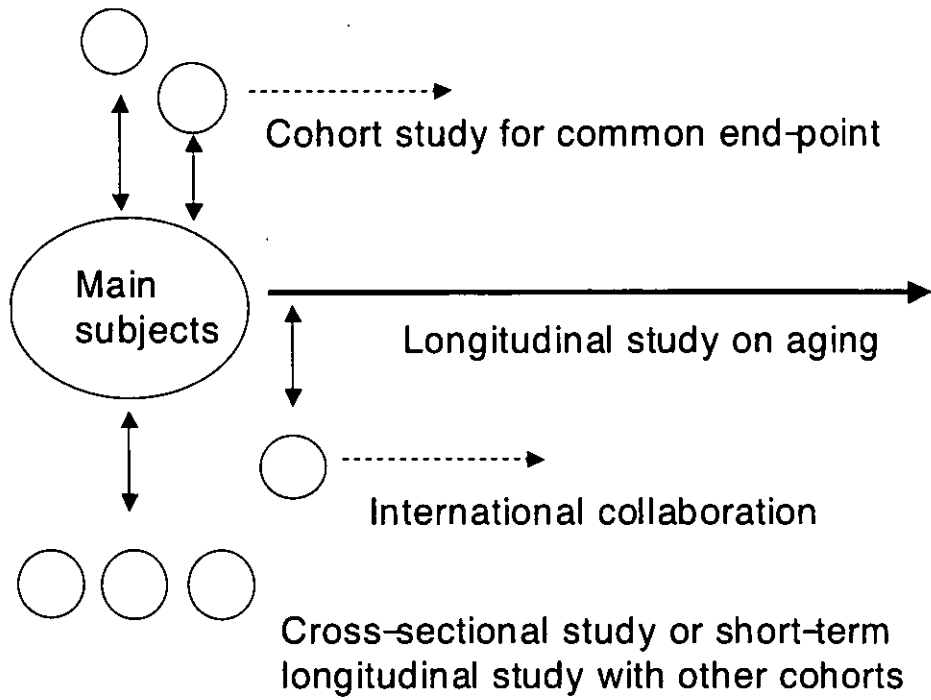 Cohort study for common end-point
Main
subjects
Longitudinal study on aging
International collaboration
Cross-sectional study or short-term
longitudinal study with other cohorts